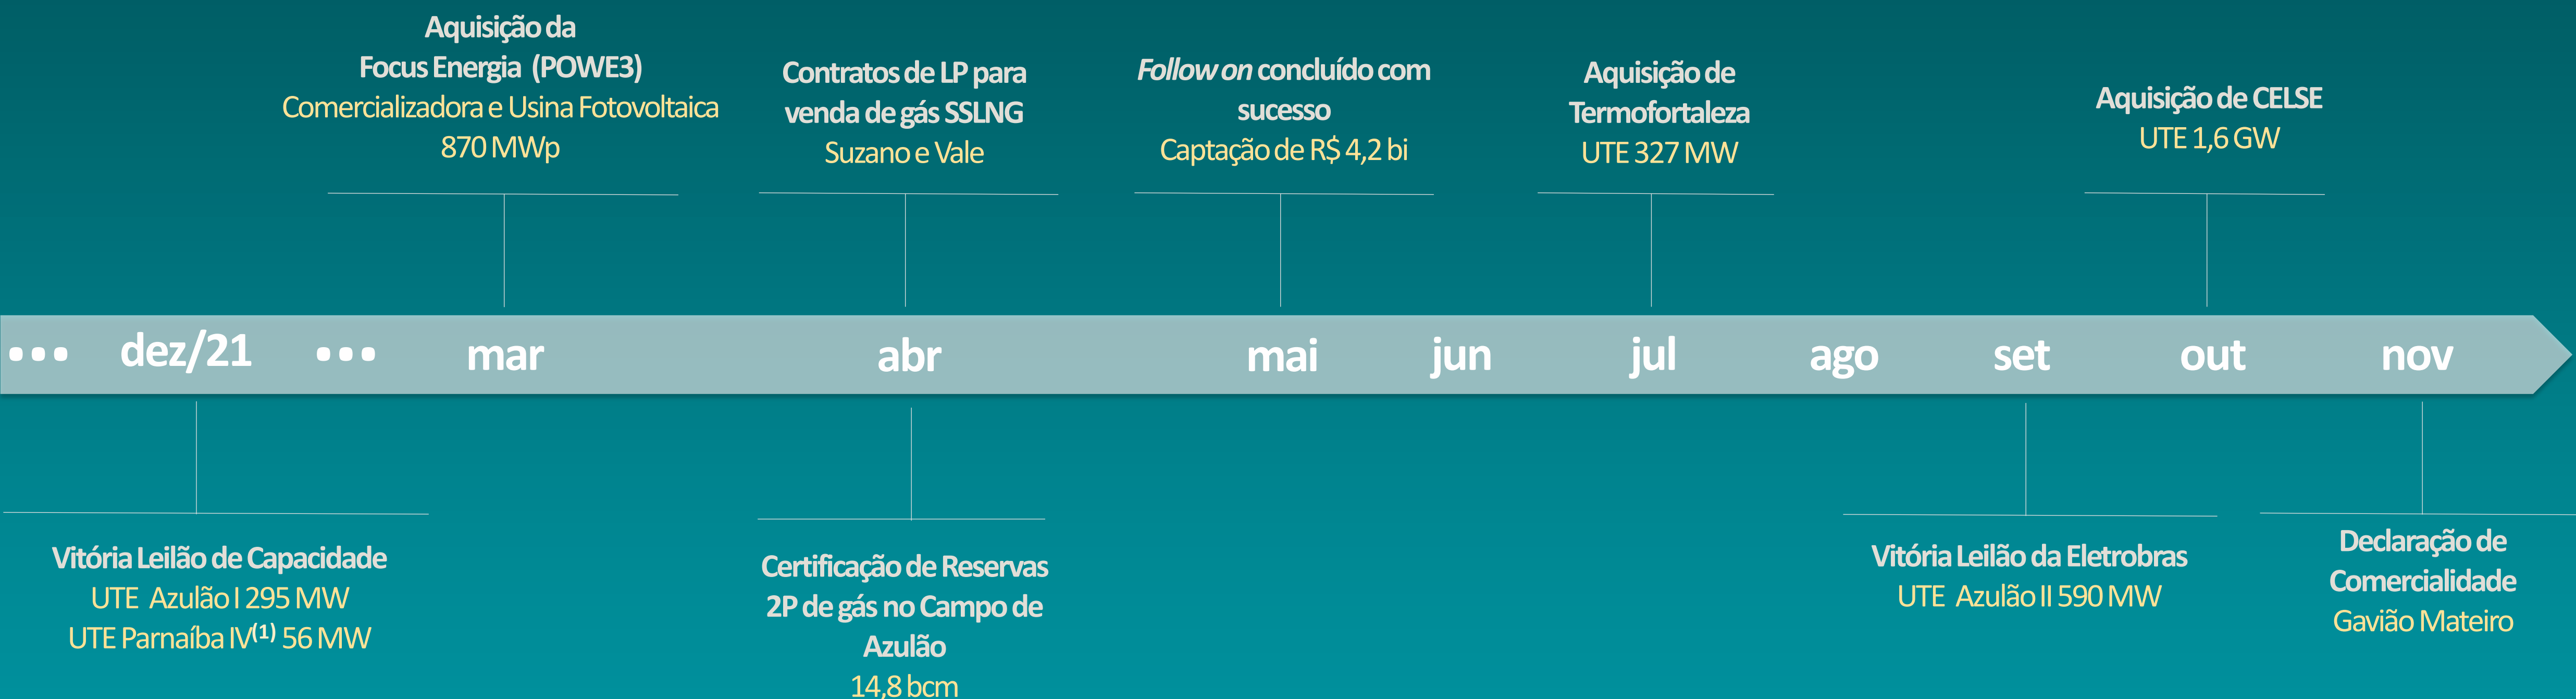 Aquisição da
Focus Energia (POWE3)
Comercializadora e Usina Fotovoltaica
870 MWp
Contratos de LP para
venda de gás SSLNG
Suzano e Vale
Follow on concluído com
sucesso
Captação de R$ 4,2 bi
Aquisição de
Termofortaleza
UTE 327 MW
Aquisição de CELSE
UTE 1,6 GW
... dez/21 ... mar abr mai jun jul ago set out nov
Vitória Leilão de Capacidade
UTE Azulão I 295 MW
UTE Parnaíba IV(1) 56 MW
Certificação de Reservas
2P de gás no Campo de
Azulão
14,8 bcm
Vitória Leilão da Eletrobras
UTE Azulão II 590 MW
Declaração de
Comercialidade
Gavião Mateiro